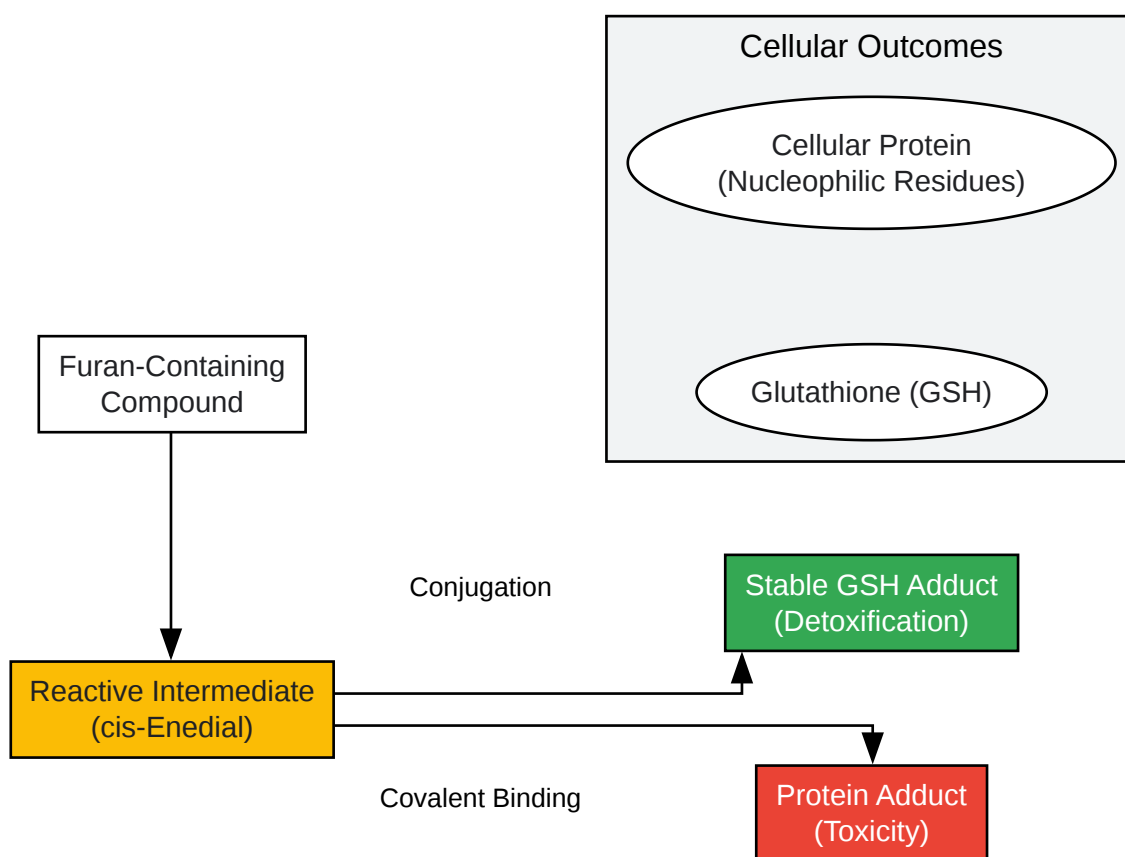 Cellular Outcomes
Cellular Protein
(Nucleophilic Residues)
Glutathione (GSH)
Furan-Containing
Compound
Conjugation
Stable GSH Adduct
(Detoxification)
Reactive Intermediate
(cis-Enedial)
Covalent Binding
Protein Adduct
(Toxicity)